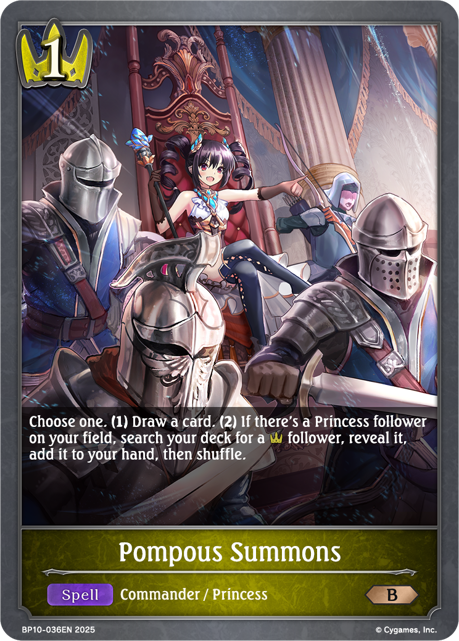 1
Choose one. (1) Draw a card. (2) If there's a Princess follower
on your field, search your deck for a follower, reveal it,
add it to your hand, then shuffle.
Pompous Summons
Spell Commander / Princess B
BP10-036EN 2025 © Cygames, Inc.